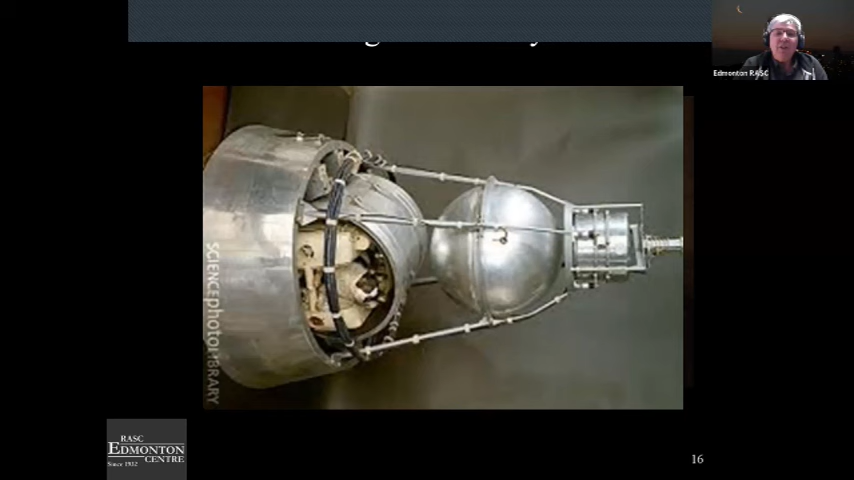 Edmonton RASC
SCIENCEphotoLIBRARY
RASC
EDMONTON
CENTRE
Since 1932
16